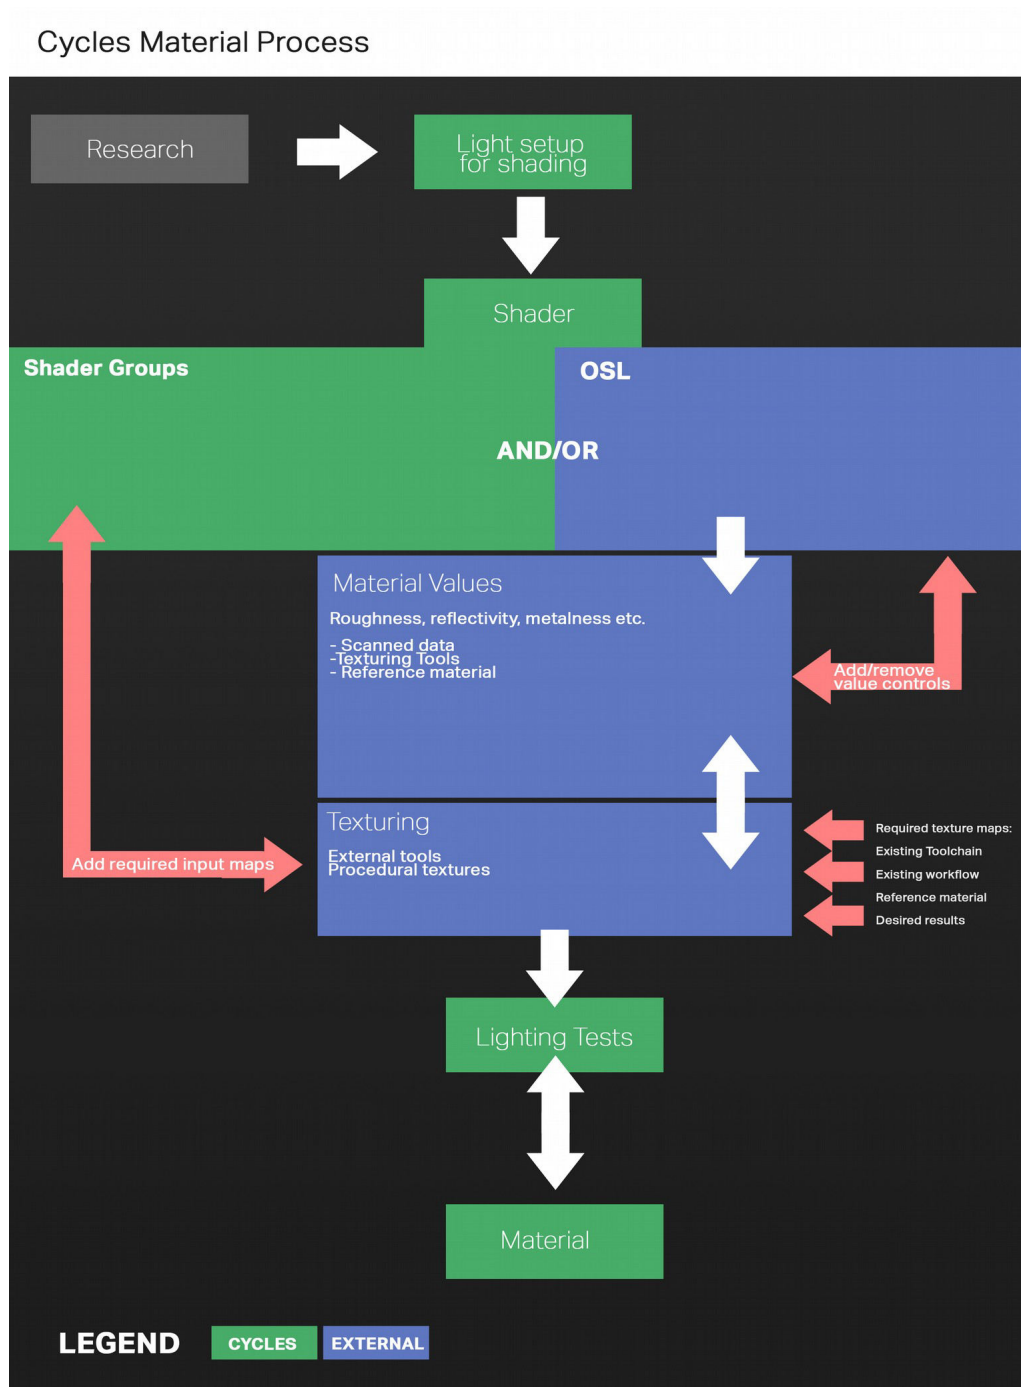 Cycles Material Process
Research
Light setup
for shading
Shader
Shader Groups
OSL
AND/OR
Material Values
Roughness, reflectivity, metalness etc.
- Scanned data
-Texturing Tools
- Reference material
Add/remove
value controls
Texturing
External tools
Procedural textures
Add required input maps
Required texture maps:
Existing Toolchain
Existing workflow
Reference material
Desired results
Lighting Tests
Material
LEGEND
CYCLES
EXTERNAL